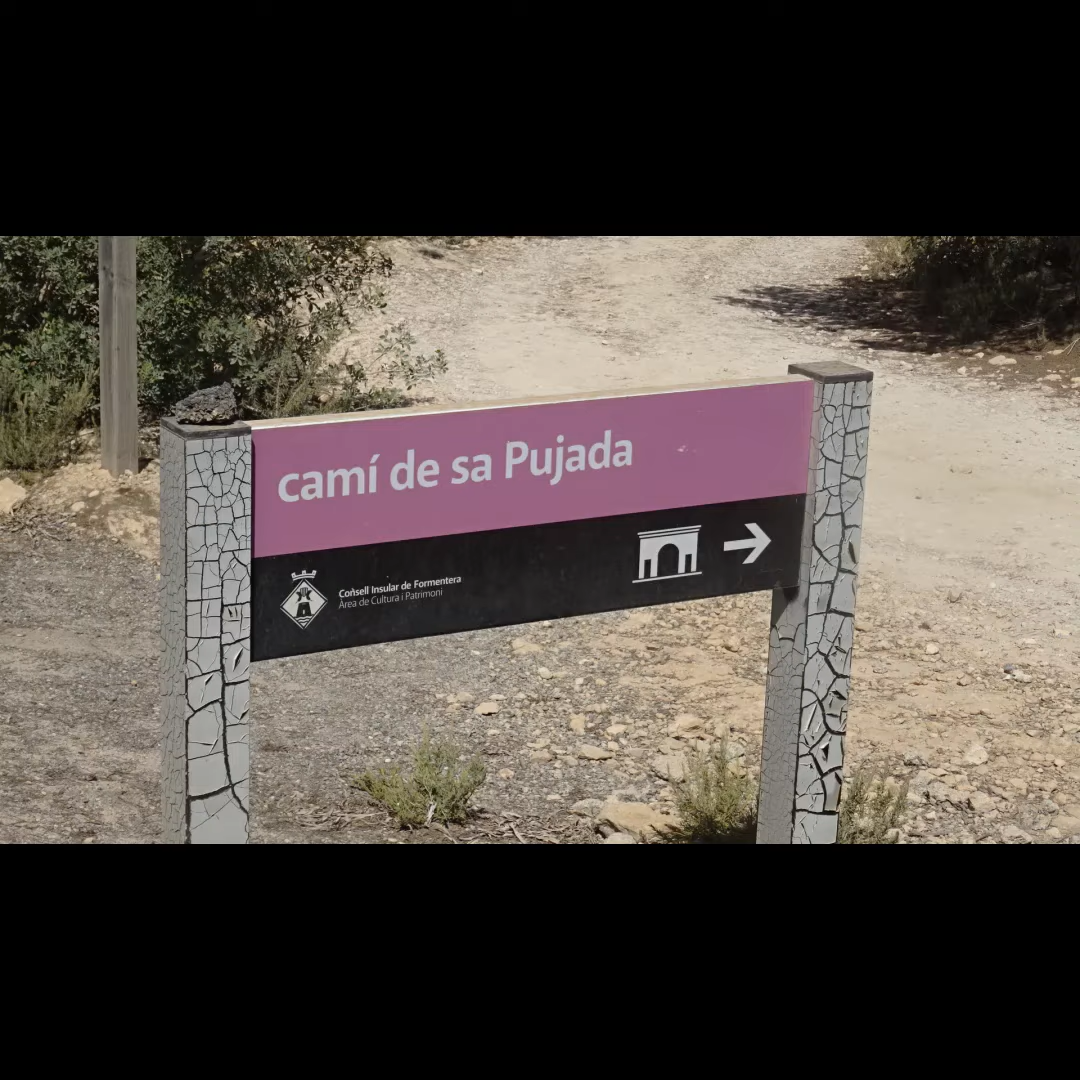 camí de sa Pujada
Consell Insular de Formentera
Àrea de Cultura i Patrimoni